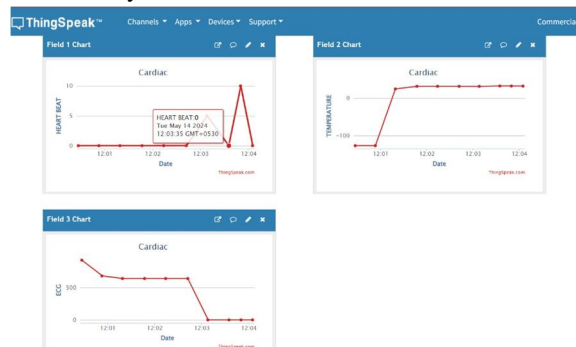 ThingSpeak™ Channels Apps Devices Support Commercial
Field 1 Chart
Cardiac
HEART BEAT
10
5
0
HEART BEAT:0
Tue May 14 2024
12:03:35 GMT+0530
12:01 12:02 12:03 12:04
Date
ThingSpeak.com
Field 2 Chart
Cardiac
TEMPERATURE
0
-100
12:01 12:02 12:03 12:04
Date
ThingSpeak.com
Field 3 Chart
Cardiac
ECG
500
0
12:01 12:02 12:03 12:04
Date
ThingSpeak.com